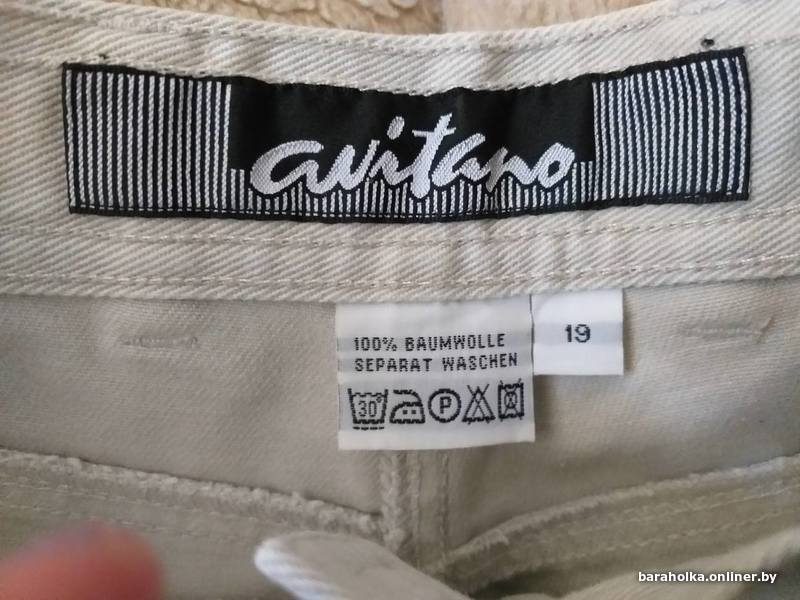 avitano
100% BAUMWOLLE
SEPARAT WASCHEN
30°
P
19
baraholka.onliner.by